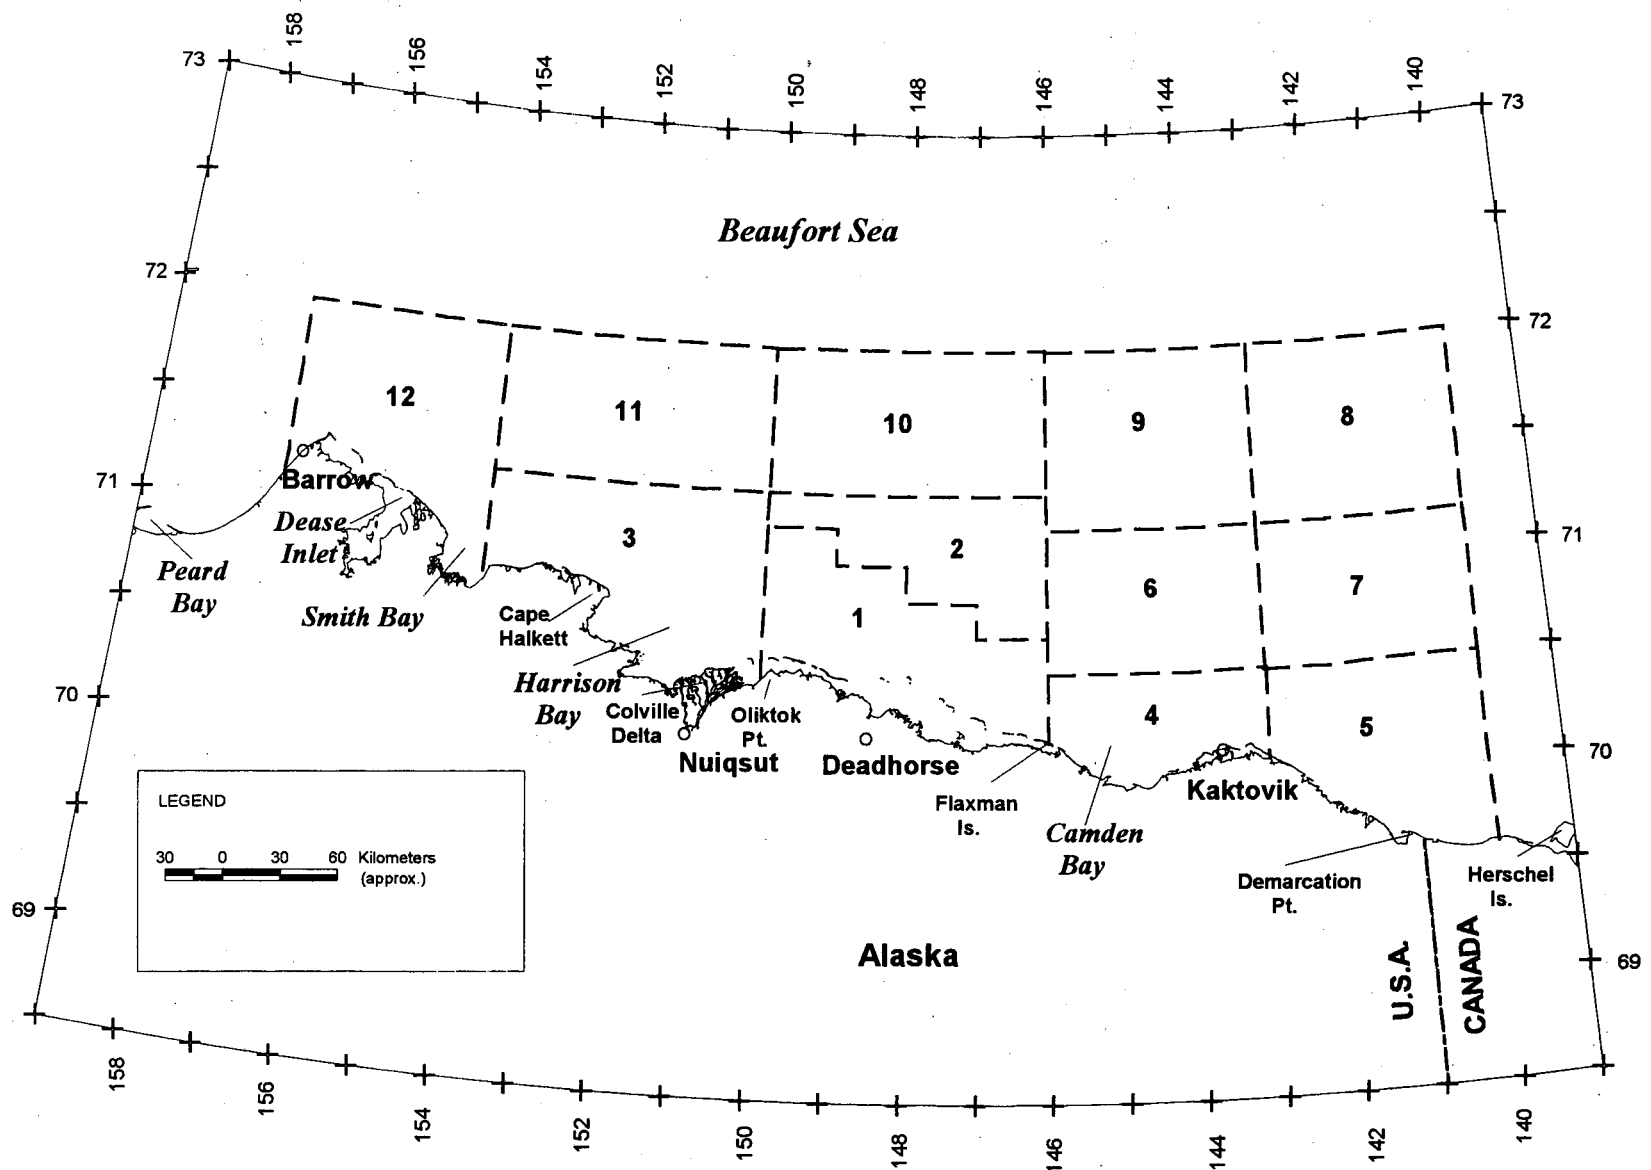 158
156
154
152
150
148
146
144
142
140
73
73
Beaufort Sea
72
72
12
11
10
9
8
71
71
Barrow
Dease
Inlet
Peard
Bay
Smith Bay
3
2
1
6
7
Cape
Halkett
Harrison
Bay
Colville
Delta
Oliktok
Pt.
Nuiqsut
Deadhorse
Flaxman
Is.
4
5
70
70
Kaktovik
Camden
Bay
Demarcation
Pt.
Herschel
Is.
LEGEND
30 0 30 60 Kilometers
(approx.)
69
69
Alaska
U.S.A.
CANADA
158
156
154
152
150
148
146
144
142
140